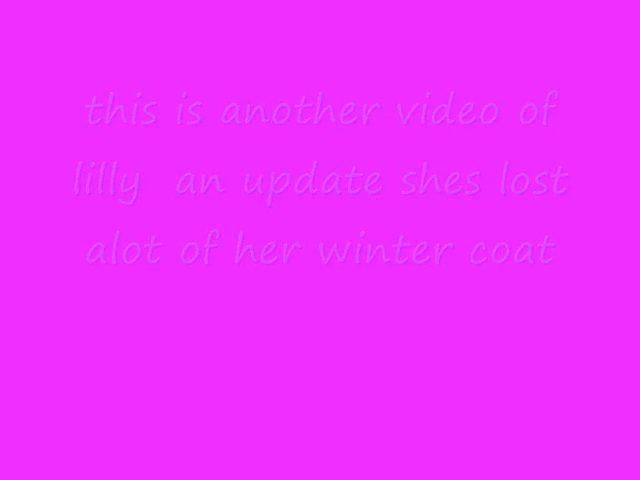 this is another video of
lilly an update shes lost
alot of her winter coat